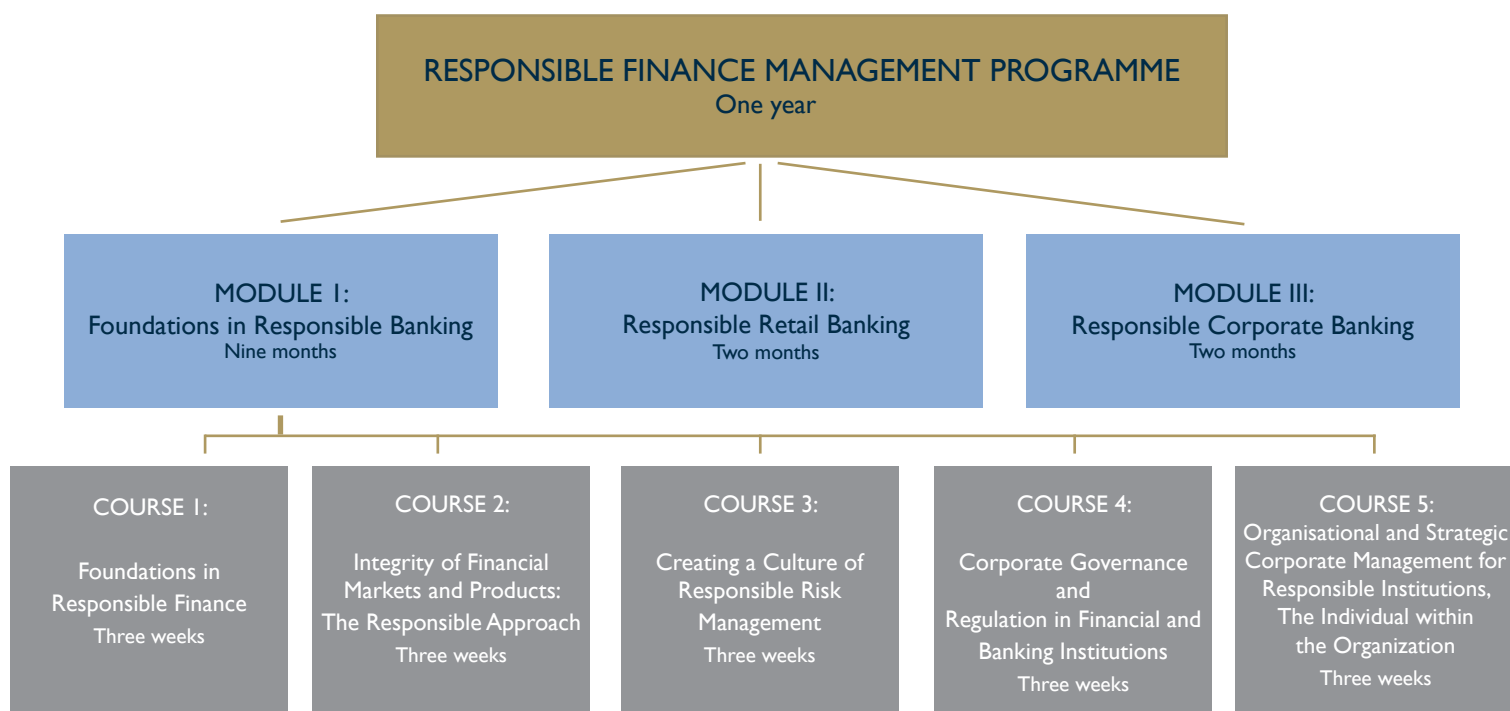 RESPONSIBLE FINANCE MANAGEMENT PROGRAMME
One year
MODULE 1:
Foundations in Responsible Banking
Nine months
MODULE II:
Responsible Retail Banking
Two months
MODULE III:
Responsible Corporate Banking
Two months
COURSE 1:
Foundations in
Responsible Finance
Three weeks
COURSE 2:
Integrity of Financial
Markets and Products:
The Responsible Approach
Three weeks
COURSE 3:
Creating a Culture of
Responsible Risk
Management
Three weeks
COURSE 4:
Corporate Governance
and
Regulation in Financial and
Banking Institutions
Three weeks
COURSE 5:
Organisational and Strategic
Corporate Management for
Responsible Institutions,
The Individual within
the Organization
Three weeks